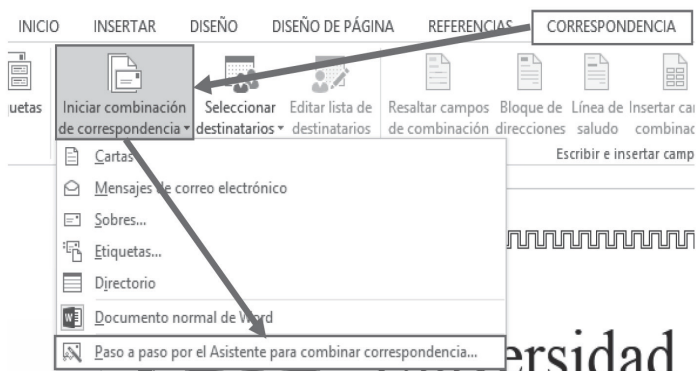 INICIO INSERTAR DISEÑO DISEÑO DE PÁGINA REFERENCIAS CORRESPONDENCIA
uetas Iniciar combinación Seleccionar Editar lista de Resaltar campos Bloque de Línea de Insertar ca
de correspondencia destinatarios destinatarios de combinación direcciones saludo combina
Escribir e insertar camp
Cartas
Mensajes de correo electrónico
Sobres...
Etiquetas...
Directorio
Documento normal de Word
Paso a paso por el Asistente para combinar correspondencia...
ersidad